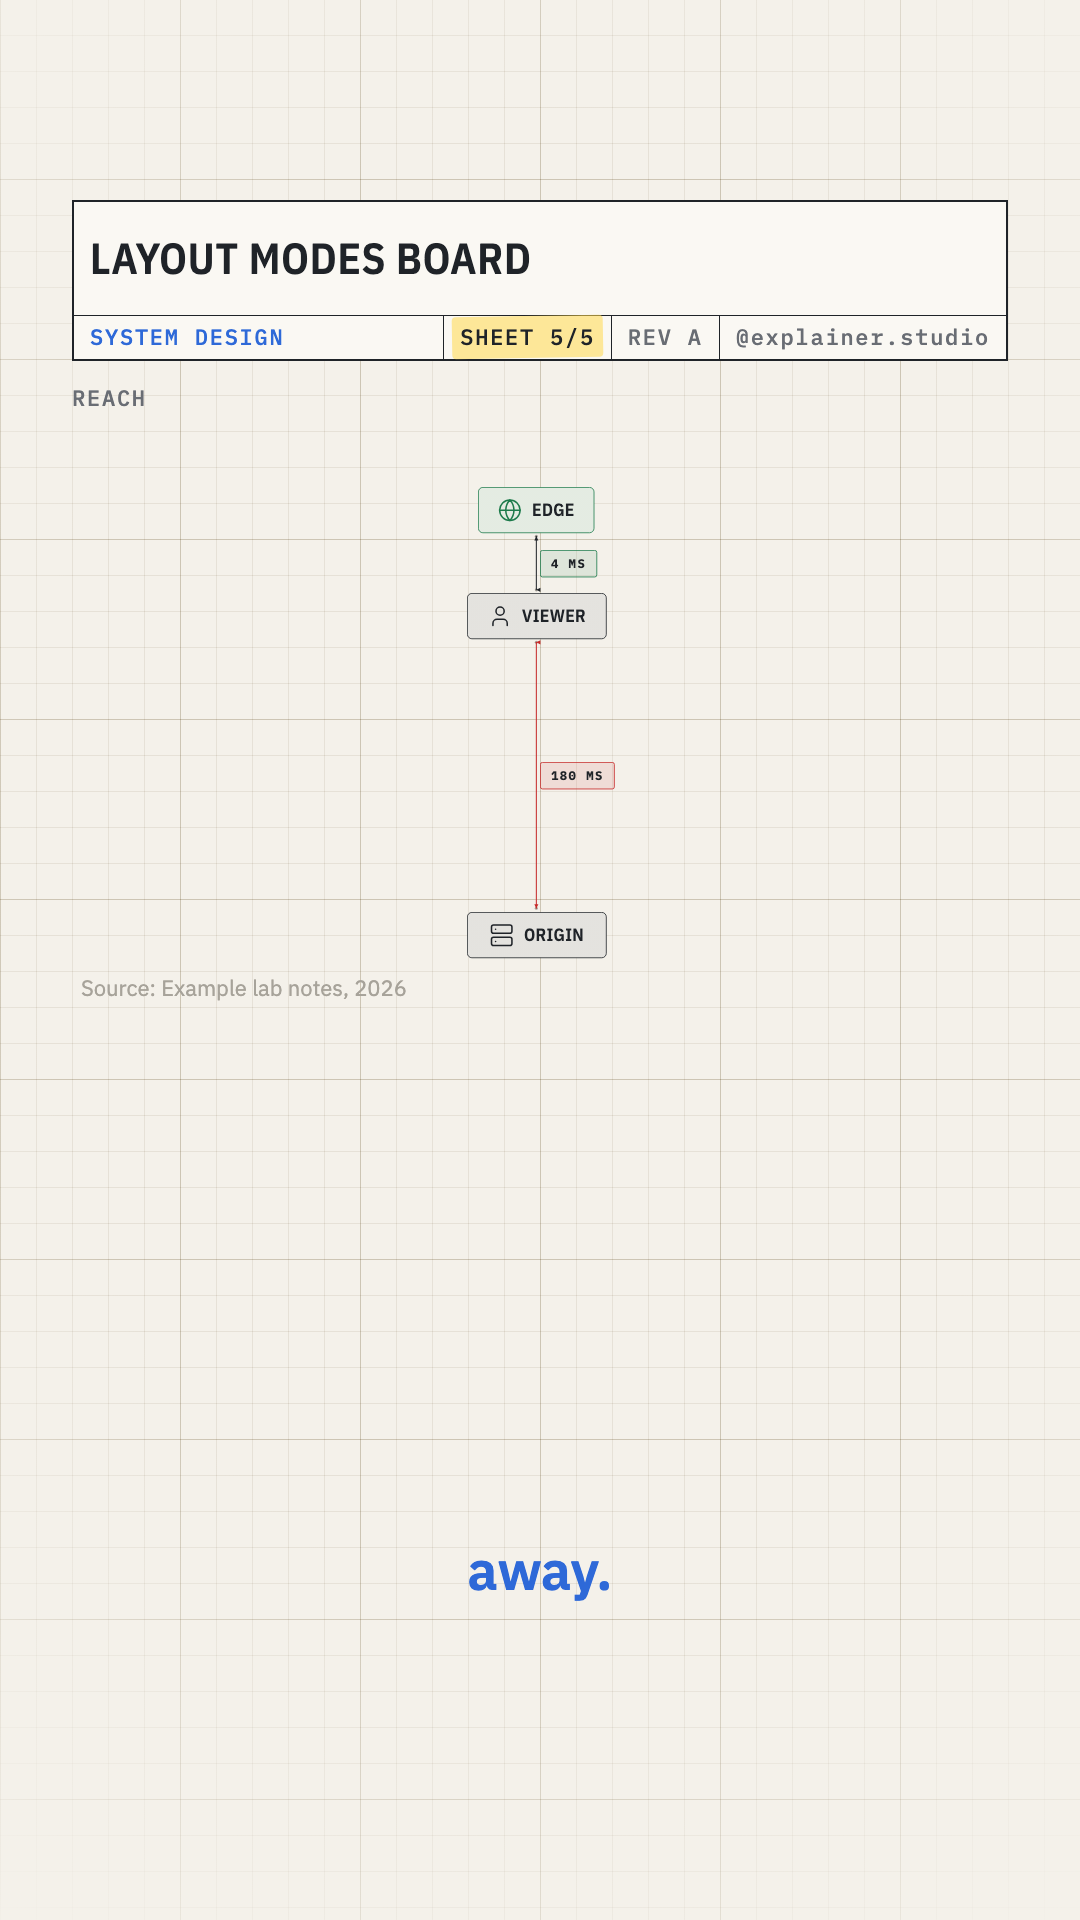 LAYOUT MODES BOARD
SYSTEM DESIGN SHEET 5/5 REV A @explainer.studio
REACH
EDGE
4 MS
VIEWER
180 MS
ORIGIN
Source: Example lab notes, 2026
away.